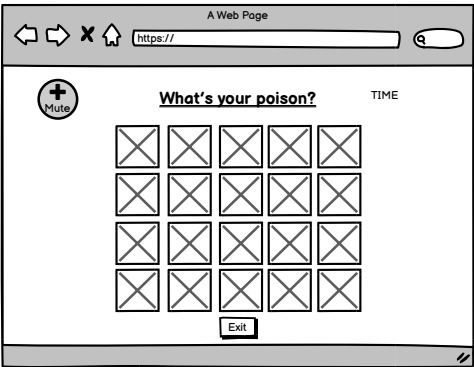 A Web Page
https://
Mute
What's your poison?
TIME
Exit